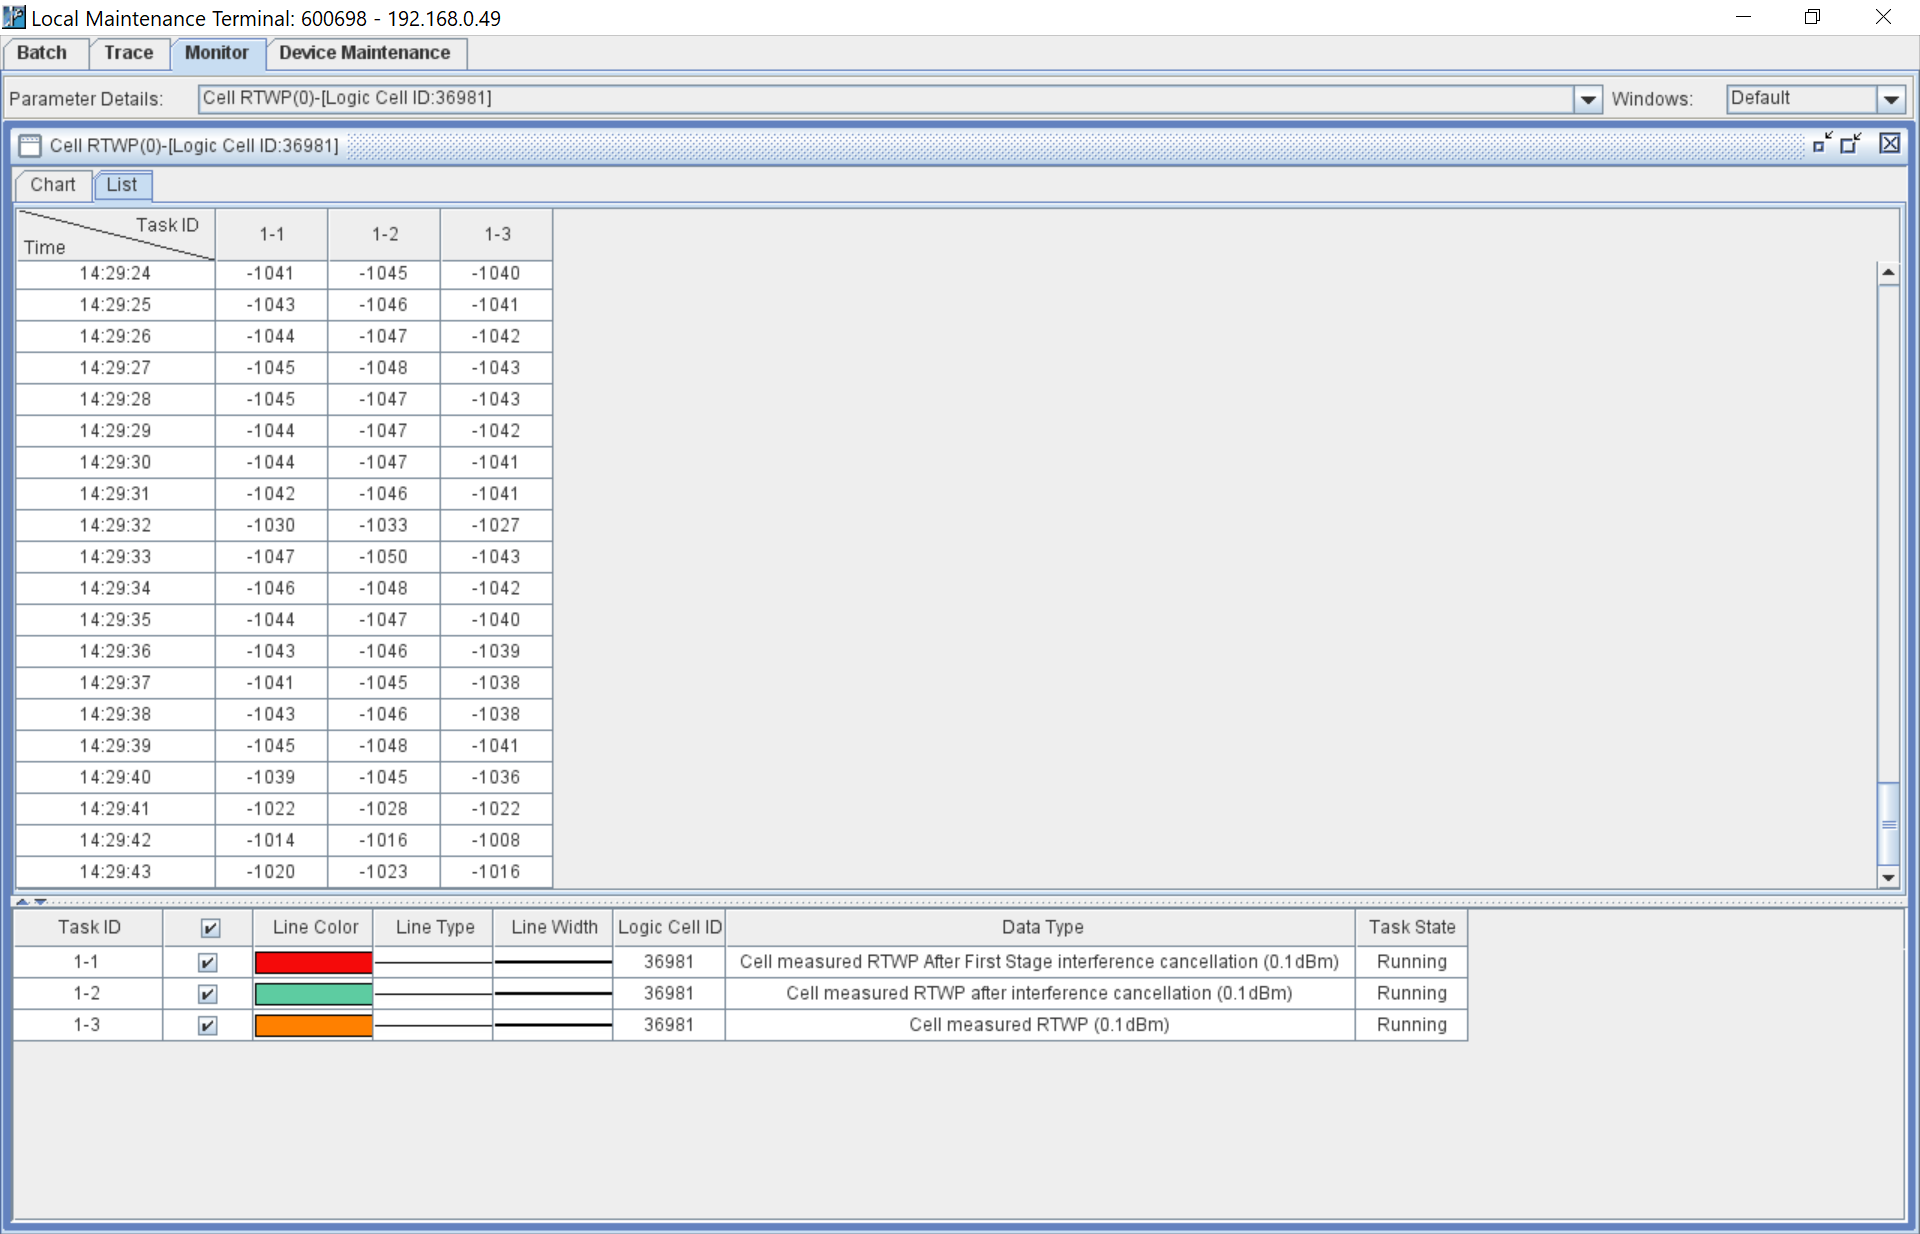 Local Maintenance Terminal: 600698 - 192.168.0.49
Batch Trace Monitor Device Maintenance
Parameter Details: Cell RTWP(0)-[Logic Cell ID:36981] Windows: Default
Cell RTWP(0)-[Logic Cell ID:36981]
Chart List
Task ID
Time 1-1 1-2 1-3
14:29:24 -1041 -1045 -1040
14:29:25 -1043 -1046 -1041
14:29:26 -1044 -1047 -1042
14:29:27 -1045 -1048 -1043
14:29:28 -1045 -1047 -1043
14:29:29 -1044 -1047 -1042
14:29:30 -1044 -1047 -1041
14:29:31 -1042 -1046 -1041
14:29:32 -1030 -1033 -1027
14:29:33 -1047 -1050 -1043
14:29:34 -1046 -1048 -1042
14:29:35 -1044 -1047 -1040
14:29:36 -1043 -1046 -1039
14:29:37 -1041 -1045 -1038
14:29:38 -1043 -1046 -1038
14:29:39 -1045 -1048 -1041
14:29:40 -1039 -1045 -1036
14:29:41 -1022 -1028 -1022
14:29:42 -1014 -1016 -1008
14:29:43 -1020 -1023 -1016
Task ID Line Color Line Type Line Width Logic Cell ID Data Type Task State
1-1 36981 Cell measured RTWP After First Stage interference cancellation (0.1dBm) Running
1-2 36981 Cell measured RTWP after interference cancellation (0.1dBm) Running
1-3 36981 Cell measured RTWP (0.1dBm) Running